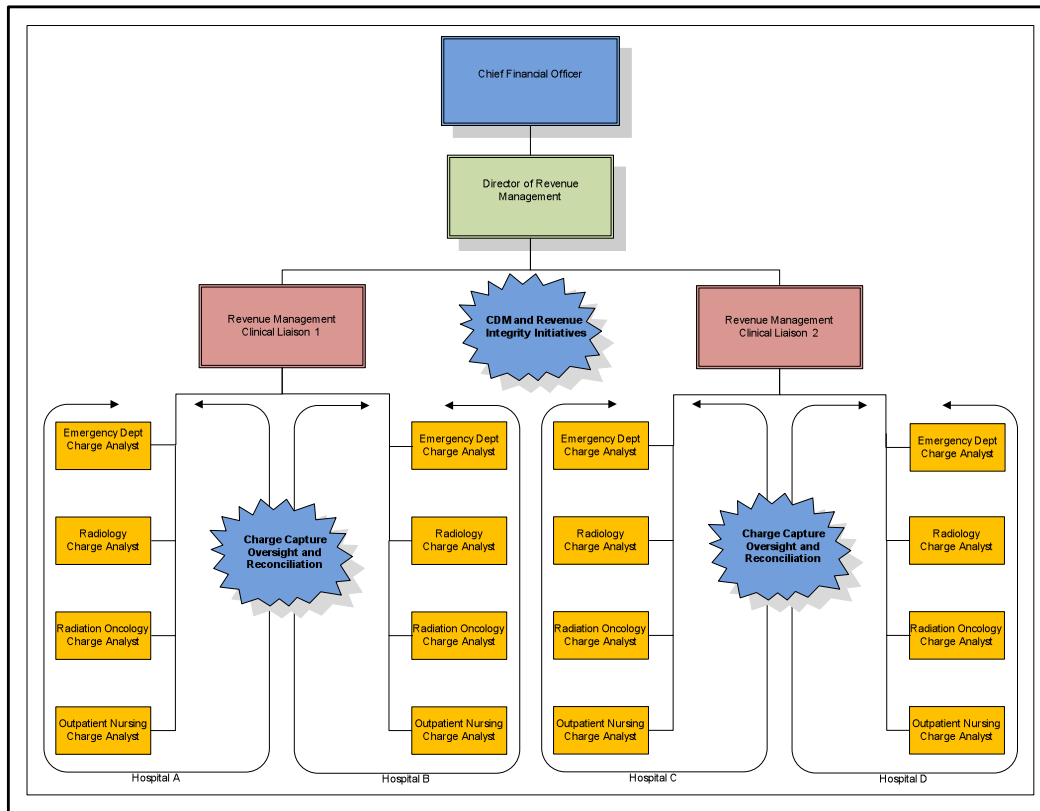 Chief Financial Officer
Director of Revenue
Management
Revenue Management
Clinical Liaison 1
CDM and Revenue
Integrity Initiatives
Revenue Management
Clinical Liaison 2
Emergency Dept
Charge Analyst
Radiology
Charge Analyst
Radiation Oncology
Charge Analyst
Outpatient Nursing
Charge Analyst
Hospital A
Charge Capture
Oversight and
Reconciliation
Emergency Dept
Charge Analyst
Radiology
Charge Analyst
Radiation Oncology
Charge Analyst
Outpatient Nursing
Charge Analyst
Hospital B
Emergency Dept
Charge Analyst
Radiology
Charge Analyst
Radiation Oncology
Charge Analyst
Outpatient Nursing
Charge Analyst
Hospital C
Charge Capture
Oversight and
Reconciliation
Emergency Dept
Charge Analyst
Radiology
Charge Analyst
Radiation Oncology
Charge Analyst
Outpatient Nursing
Charge Analyst
Hospital D